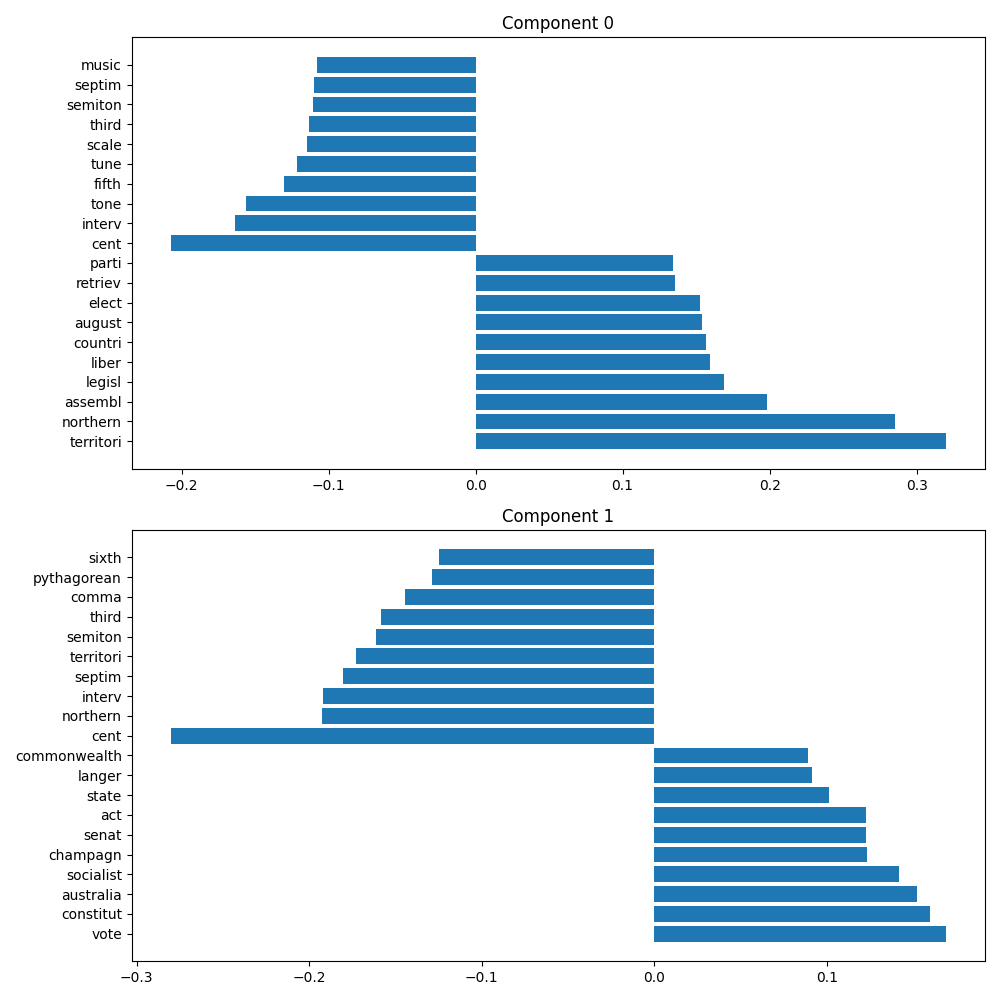 Component 0
music
septim
semiton
third
scale
tune
fifth
tone
interv
cent
parti
retriev
elect
august
countri
liber
legisl
assembl
northern
territori
−0.2 −0.1 0.0 0.1 0.2 0.3
Component 1
sixth
pythagorean
comma
third
semiton
territori
septim
interv
northern
cent
commonwealth
langer
state
act
senat
champagn
socialist
australia
constitut
vote
−0.3 −0.2 −0.1 0.0 0.1